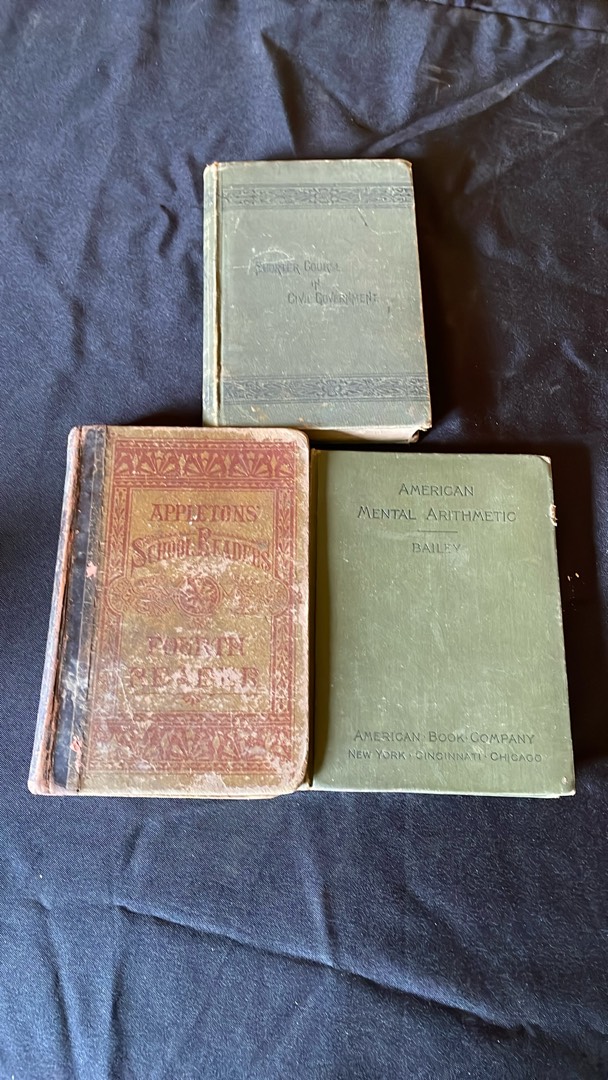 Shorter Course
in
Civil Government
Appletons'
School Readers
Fourth
Reader
American
Mental Arithmetic
Bailey
American · Book · Company
New York · Cincinnati · Chicago